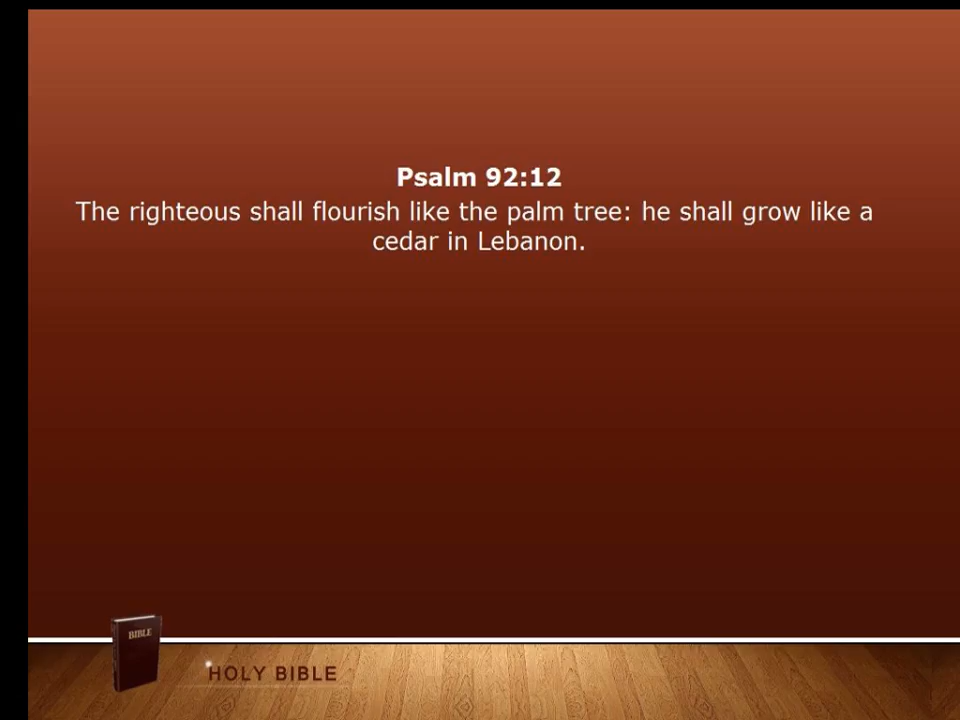 Psalm 92:12
The righteous shall flourish like the palm tree: he shall grow like a
cedar in Lebanon.
BIBLE
HOLY BIBLE